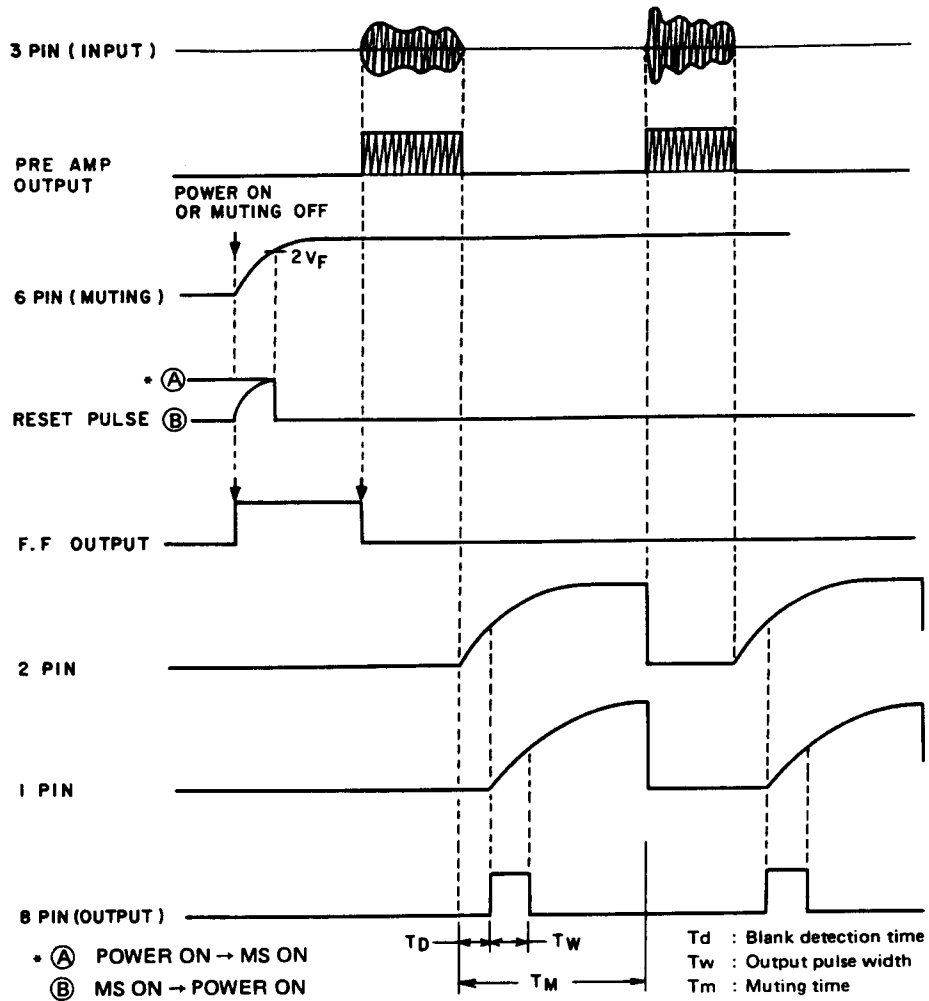 3 PIN (INPUT)
PRE AMP
OUTPUT
POWER ON
OR MUTING OFF
2VF
6 PIN (MUTING)
* Ⓐ
RESET PULSE Ⓑ
F.F OUTPUT
2 PIN
1 PIN
8 PIN (OUTPUT)
TD TW
TM
* Ⓐ POWER ON → MS ON
Ⓑ MS ON → POWER ON
Td : Blank detection time
Tw : Output pulse width
Tm : Muting time